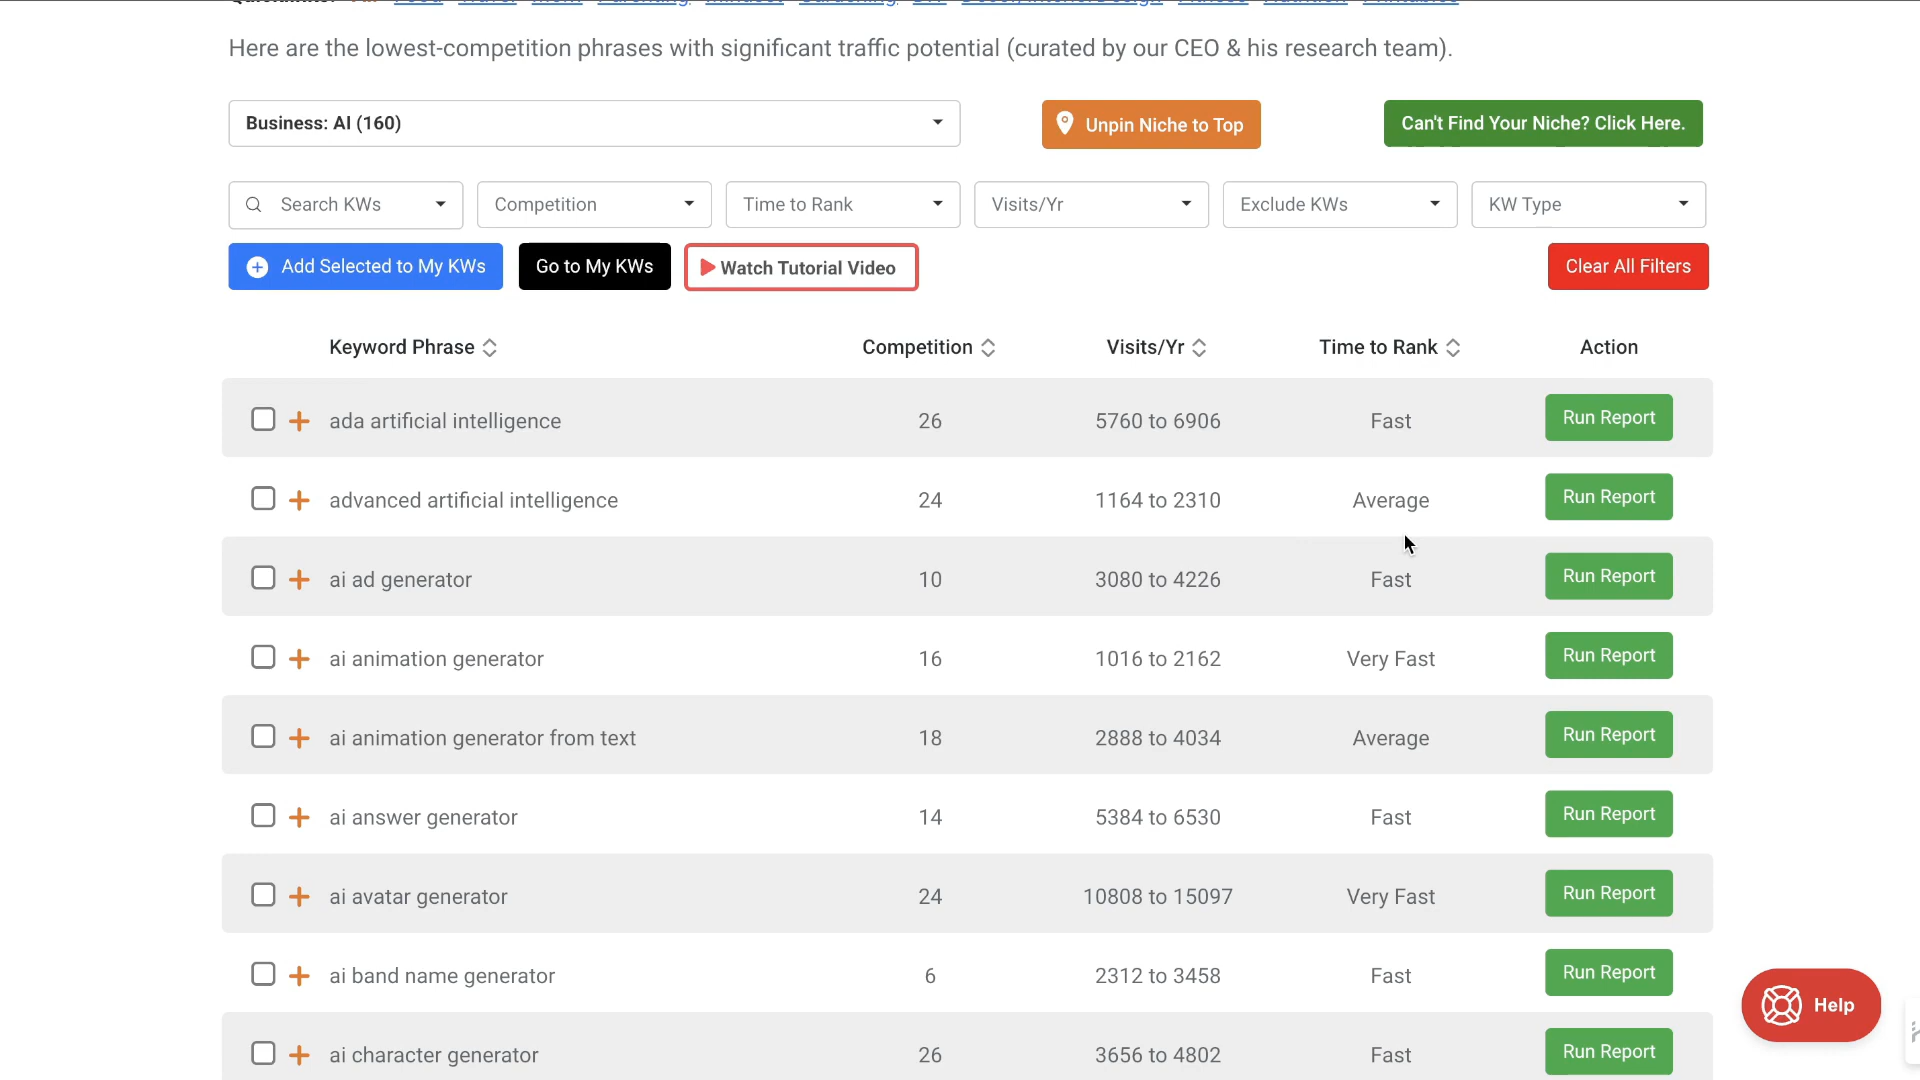 Here are the lowest-competition phrases with significant traffic potential (curated by our CEO & his research team).
Business: AI (160)
Unpin Niche to Top
Can't Find Your Niche? Click Here.
Search KWs
Competition
Time to Rank
Visits/Yr
Exclude KWs
KW Type
Add Selected to My KWs
Go to My KWs
Watch Tutorial Video
Clear All Filters
Keyword Phrase Competition Visits/Yr Time to Rank Action
ada artificial intelligence 26 5760 to 6906 Fast Run Report
advanced artificial intelligence 24 1164 to 2310 Average Run Report
ai ad generator 10 3080 to 4226 Fast Run Report
ai animation generator 16 1016 to 2162 Very Fast Run Report
ai animation generator from text 18 2888 to 4034 Average Run Report
ai answer generator 14 5384 to 6530 Fast Run Report
ai avatar generator 24 10808 to 15097 Very Fast Run Report
ai band name generator 6 2312 to 3458 Fast Run Report
ai character generator 26 3656 to 4802 Fast Run Report
Help